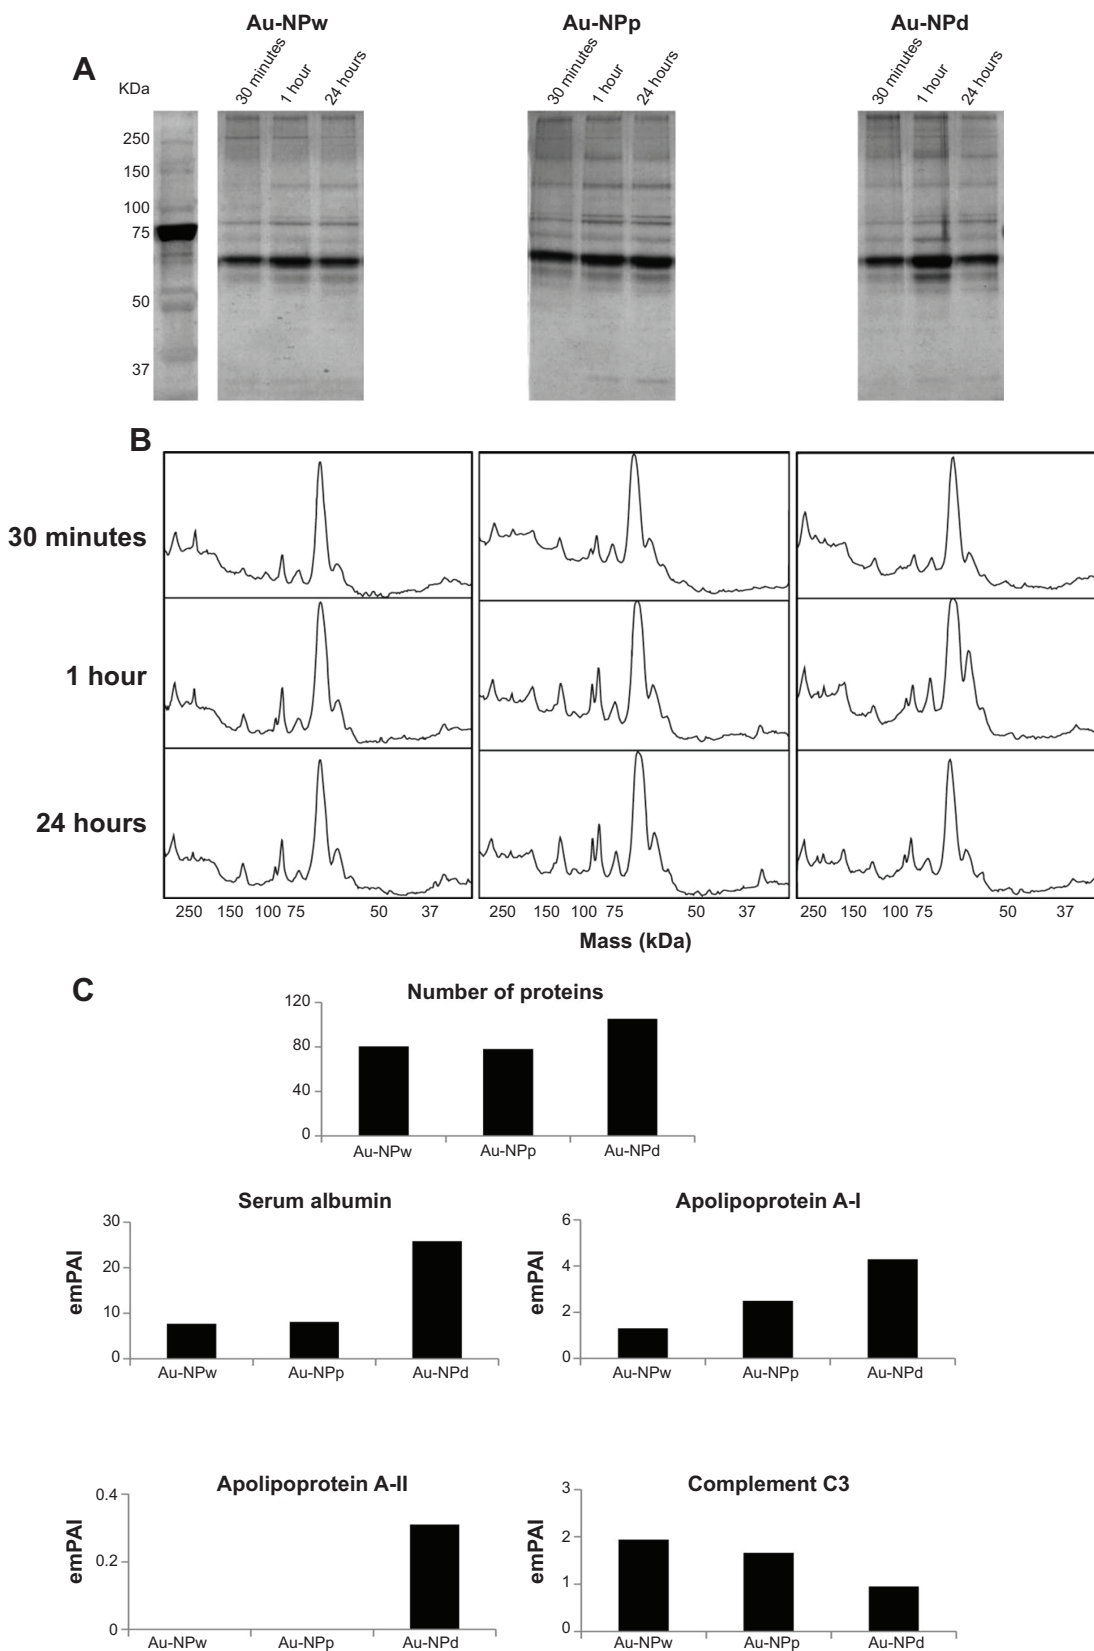 Au-NPw Au-NPp Au-NPd
A
KDa
30 minutes 1 hour 24 hours 30 minutes 1 hour 24 hours 30 minutes 1 hour 24 hours
250
150
100
75
50
37
B
30 minutes
1 hour
24 hours
250 150 100 75 50 37 250 150 100 75 50 37 250 150 100 75 50 37
Mass (kDa)
C
Number of proteins
120
80
40
0
Au-NPw Au-NPp Au-NPd
Serum albumin
emPAI
30
20
10
0
Au-NPw Au-NPp Au-NPd
Apolipoprotein A-I
emPAI
6
4
2
0
Au-NPw Au-NPp Au-NPd
Apolipoprotein A-II
emPAI
0.4
0.2
0
Au-NPw Au-NPp Au-NPd
Complement C3
emPAI
3
2
1
0
Au-NPw Au-NPp Au-NPd